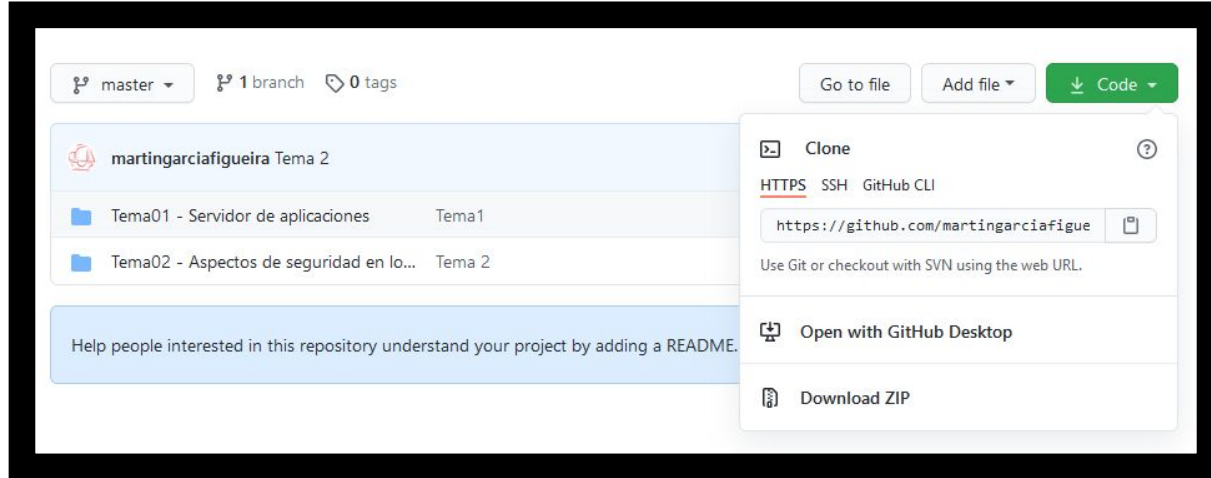 master 1 branch 0 tags Go to file Add file Code
martingarciafigueira Tema 2
Tema01 - Servidor de aplicaciones Tema1
Tema02 - Aspectos de seguridad en lo... Tema 2
Help people interested in this repository understand your project by adding a README.
Clone
HTTPS SSH GitHub CLI
https://github.com/martingarciafigue
Use Git or checkout with SVN using the web URL.
Open with GitHub Desktop
Download ZIP